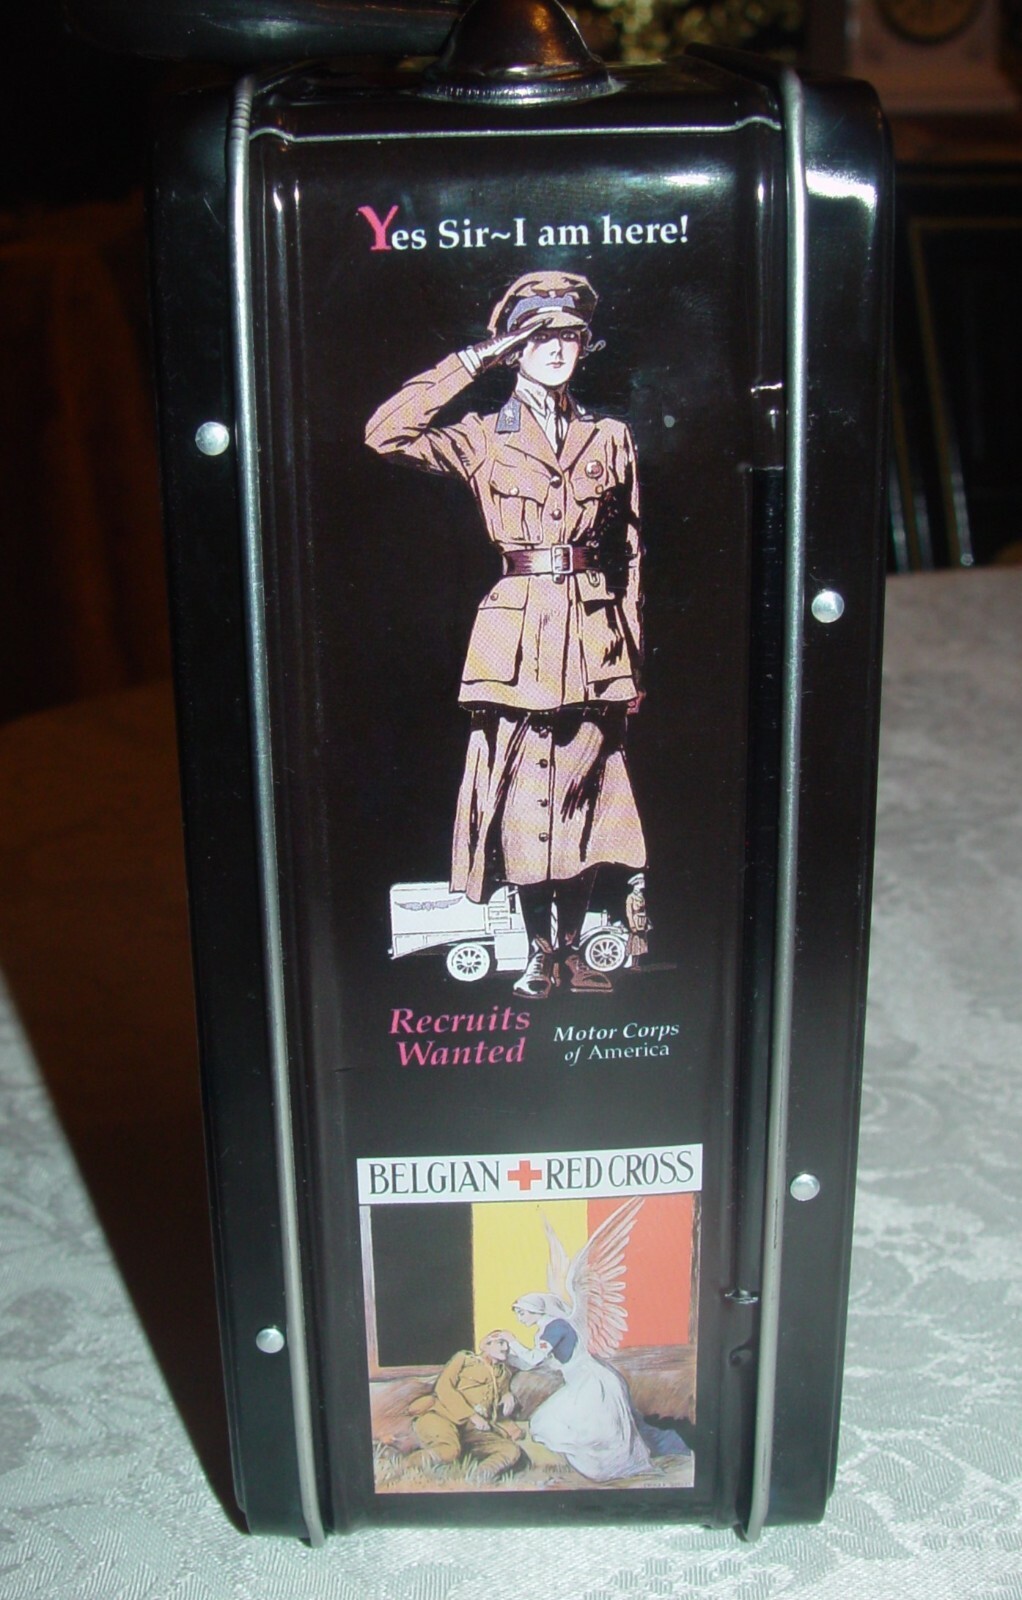 Yes Sir~I am here!
Recruits
Wanted
Motor Corps
of America
BELGIAN RED CROSS